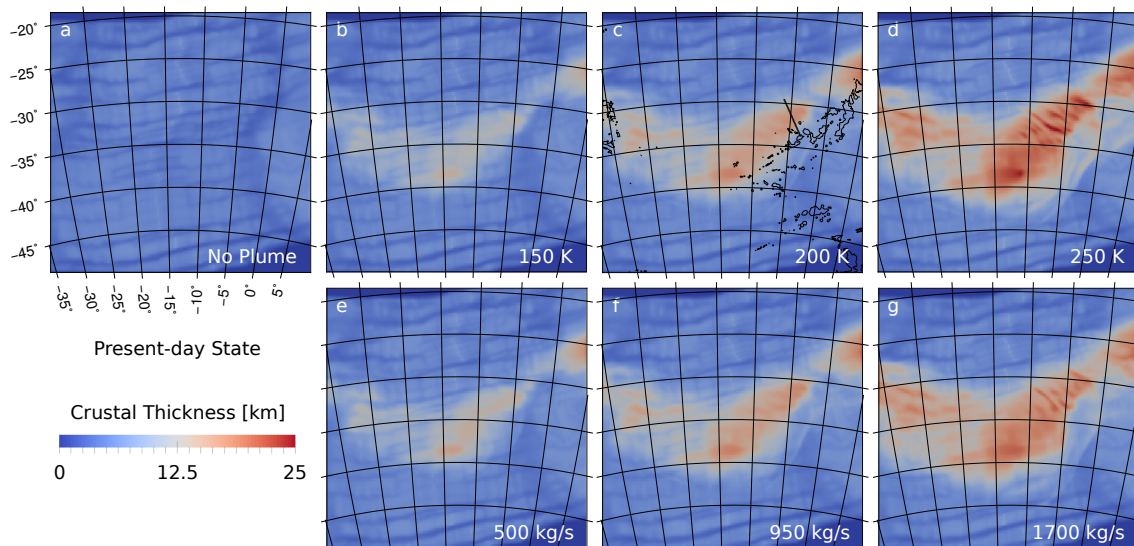 a
b
c
d
−20°
−25°
−30°
−35°
−40°
−45°
No Plume
150 K
200 K
250 K
−35°
−30°
−25°
−20°
−15°
−10°
−5°
0°
5°
e
f
g
Present-day State
Crustal Thickness [km]
0
12.5
25
500 kg/s
950 kg/s
1700 kg/s